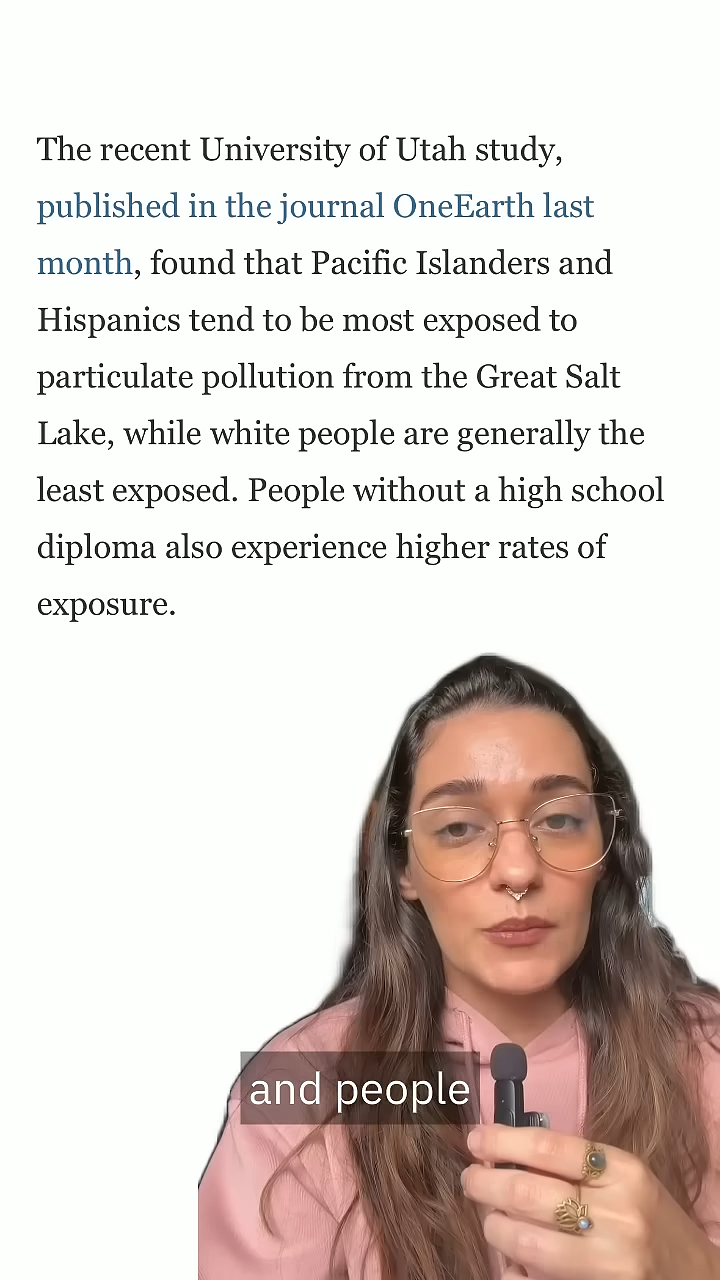 The recent University of Utah study,
published in the journal OneEarth last
month, found that Pacific Islanders and
Hispanics tend to be most exposed to
particulate pollution from the Great Salt
Lake, while white people are generally the
least exposed. People without a high school
diploma also experience higher rates of
exposure.
and people